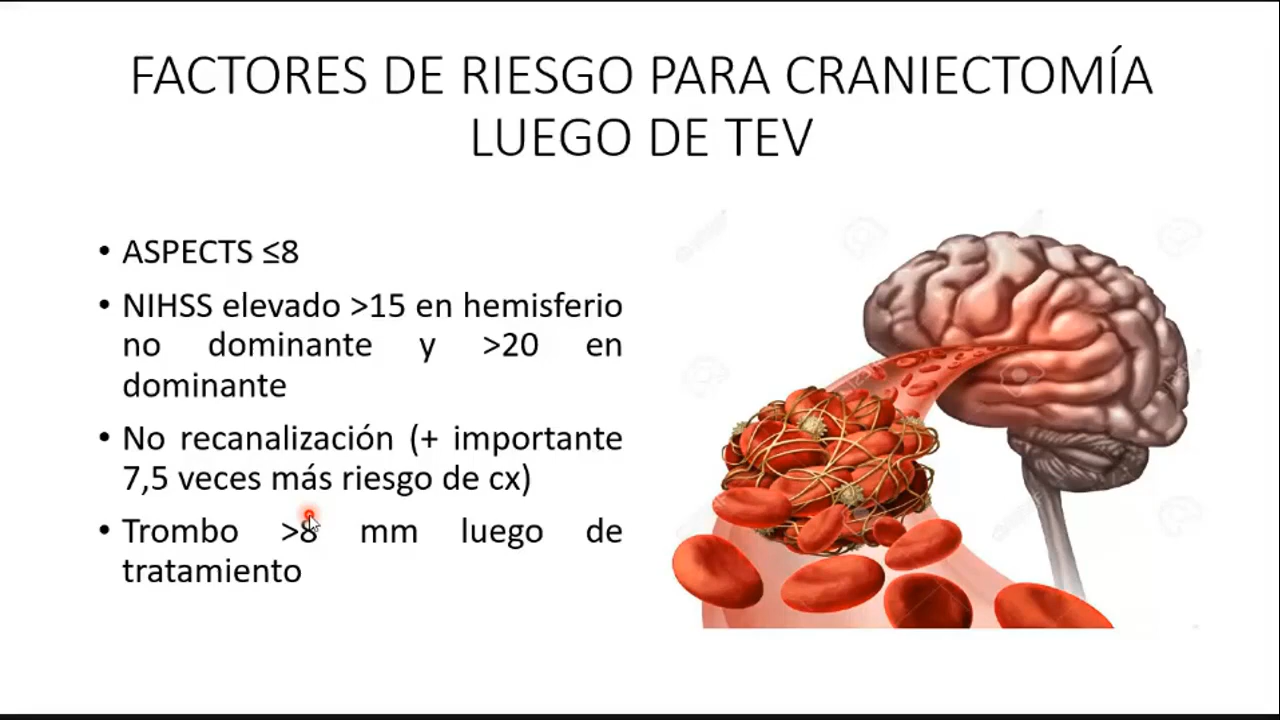 FACTORES DE RIESGO PARA CRANIECTOMÍA
LUEGO DE TEV
• ASPECTS ≤8
• NIHSS elevado >15 en hemisferio
no dominante y >20 en
dominante
• No recanalización (+ importante
7,5 veces más riesgo de cx)
• Trombo >8 mm luego de
tratamiento